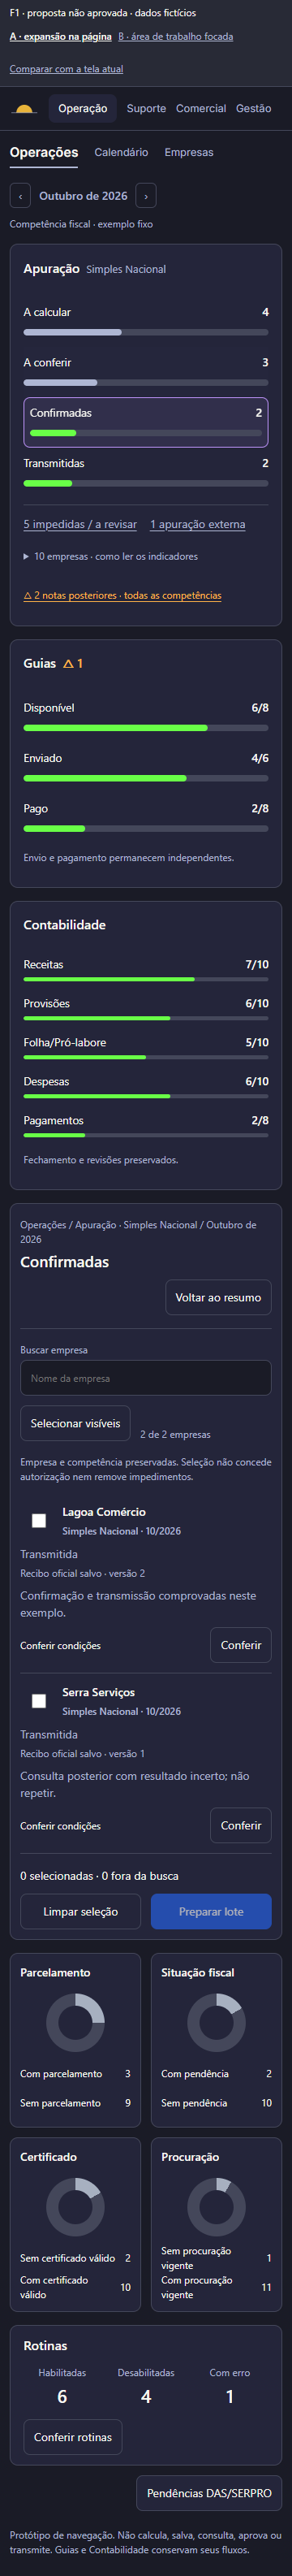 F1 · proposta não aprovada · dados fictícios
A · expansão na página B · área de trabalho focada
Comparar com a tela atual
Operação Suporte Comercial Gestão
Operações Calendário Empresas
‹ Outubro de 2026 ›
Competência fiscal · exemplo fixo
Apuração Simples Nacional
A calcular 4
A conferir 3
Confirmadas 2
Transmitidas 2
5 impedidas / a revisar 1 apuração externa
▶ 10 empresas · como ler os indicadores
△ 2 notas posteriores · todas as competências
Guias △ 1
Disponível 6/8
Enviado 4/6
Pago 2/8
Envio e pagamento permanecem independentes.
Contabilidade
Receitas 7/10
Provisões 6/10
Folha/Pró-labore 5/10
Despesas 6/10
Pagamentos 2/8
Fechamento e revisões preservados.
Operações / Apuração · Simples Nacional / Outubro de
2026
Confirmadas
Voltar ao resumo
Buscar empresa
Nome da empresa
Selecionar visíveis 2 de 2 empresas
Empresa e competência preservadas. Seleção não concede
autorização nem remove impedimentos.
Lagoa Comércio
Simples Nacional · 10/2026
Transmitida
Recibo oficial salvo · versão 2
Confirmação e transmissão comprovadas neste
exemplo.
Conferir condições Conferir
Serra Serviços
Simples Nacional · 10/2026
Transmitida
Recibo oficial salvo · versão 1
Consulta posterior com resultado incerto; não
repetir.
Conferir condições Conferir
0 selecionadas · 0 fora da busca
Limpar seleção Preparar lote
Parcelamento
Com parcelamento 3
Sem parcelamento 9
Situação fiscal
Com pendência 2
Sem pendência 10
Certificado
Sem certificado válido 2
Com certificado
válido 10
Procuração
Sem procuração
vigente 1
Com procuração
vigente 11
Rotinas
Habilitadas Desabilitadas Com erro
6 4 1
Conferir rotinas
Pendências DAS/SERPRO
Protótipo de navegação. Não calcula, salva, consulta, aprova ou
transmite. Guias e Contabilidade conservam seus fluxos.